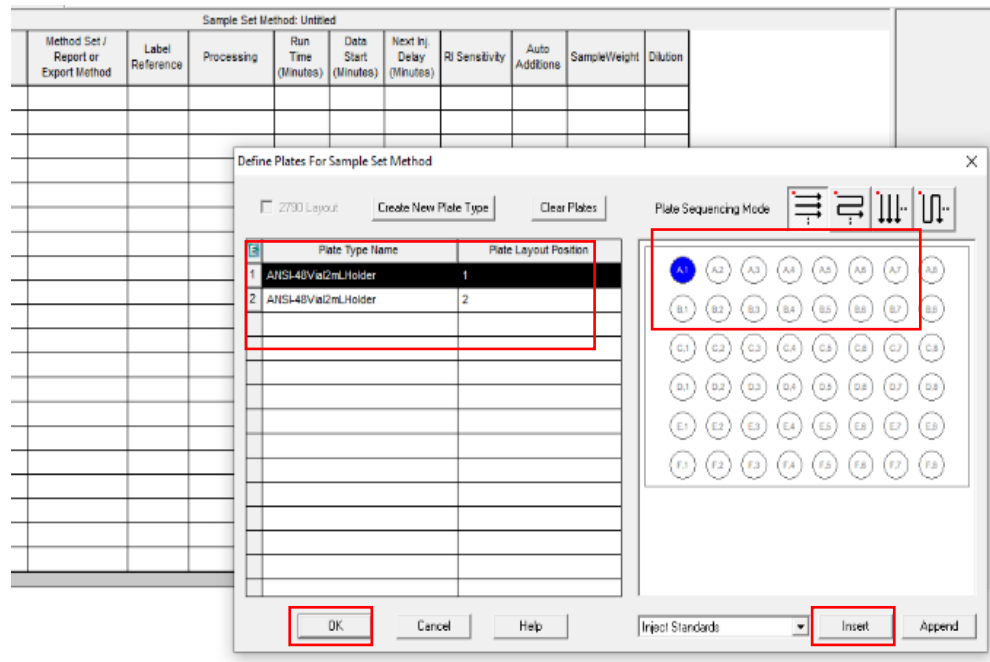 Sample Set Method: Untitled
Method Set /
Report or
Export Method
Label
Reference
Processing
Run
Time
(Minutes)
Data
Start
(Minutes)
Next Inj.
Delay
(Minutes)
RI Sensitivity
Auto
Additions
SampleWeight
Dilution
Define Plates For Sample Set Method
2790 Layout
Create New Plate Type
Clear Plates
Plate Sequencing Mode
Plate Type Name Plate Layout Position
1 ANSI-48Vial2mLHolder 1
2 ANSI-48Vial2mLHolder 2
A,1 A,2 A,3 A,4 A,5 A,6 A,7 A,8
B,1 B,2 B,3 B,4 B,5 B,6 B,7 B,8
C,1 C,2 C,3 C,4 C,5 C,6 C,7 C,8
D,1 D,2 D,3 D,4 D,5 D,6 D,7 D,8
E,1 E,2 E,3 E,4 E,5 E,6 E,7 E,8
F,1 F,2 F,3 F,4 F,5 F,6 F,7 F,8
OK Cancel Help Inject Standards Insert Append